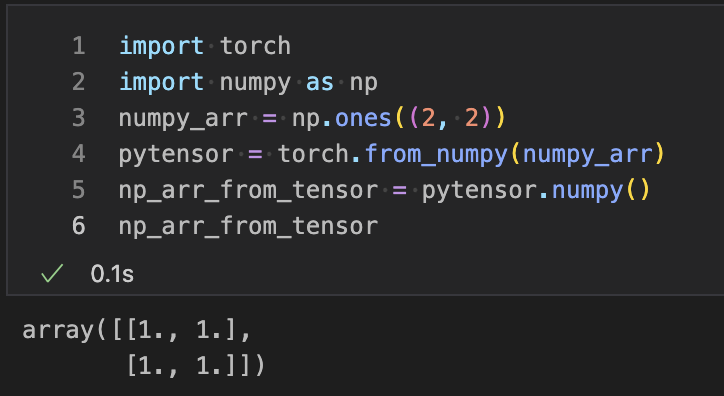 1 import torch
2 import numpy as np
3 numpy_arr = np.ones((2, 2))
4 pytensor = torch.from_numpy(numpy_arr)
5 np_arr_from_tensor = pytensor.numpy()
6 np_arr_from_tensor
✓ 0.1s
array([[1., 1.],
       [1., 1.]])